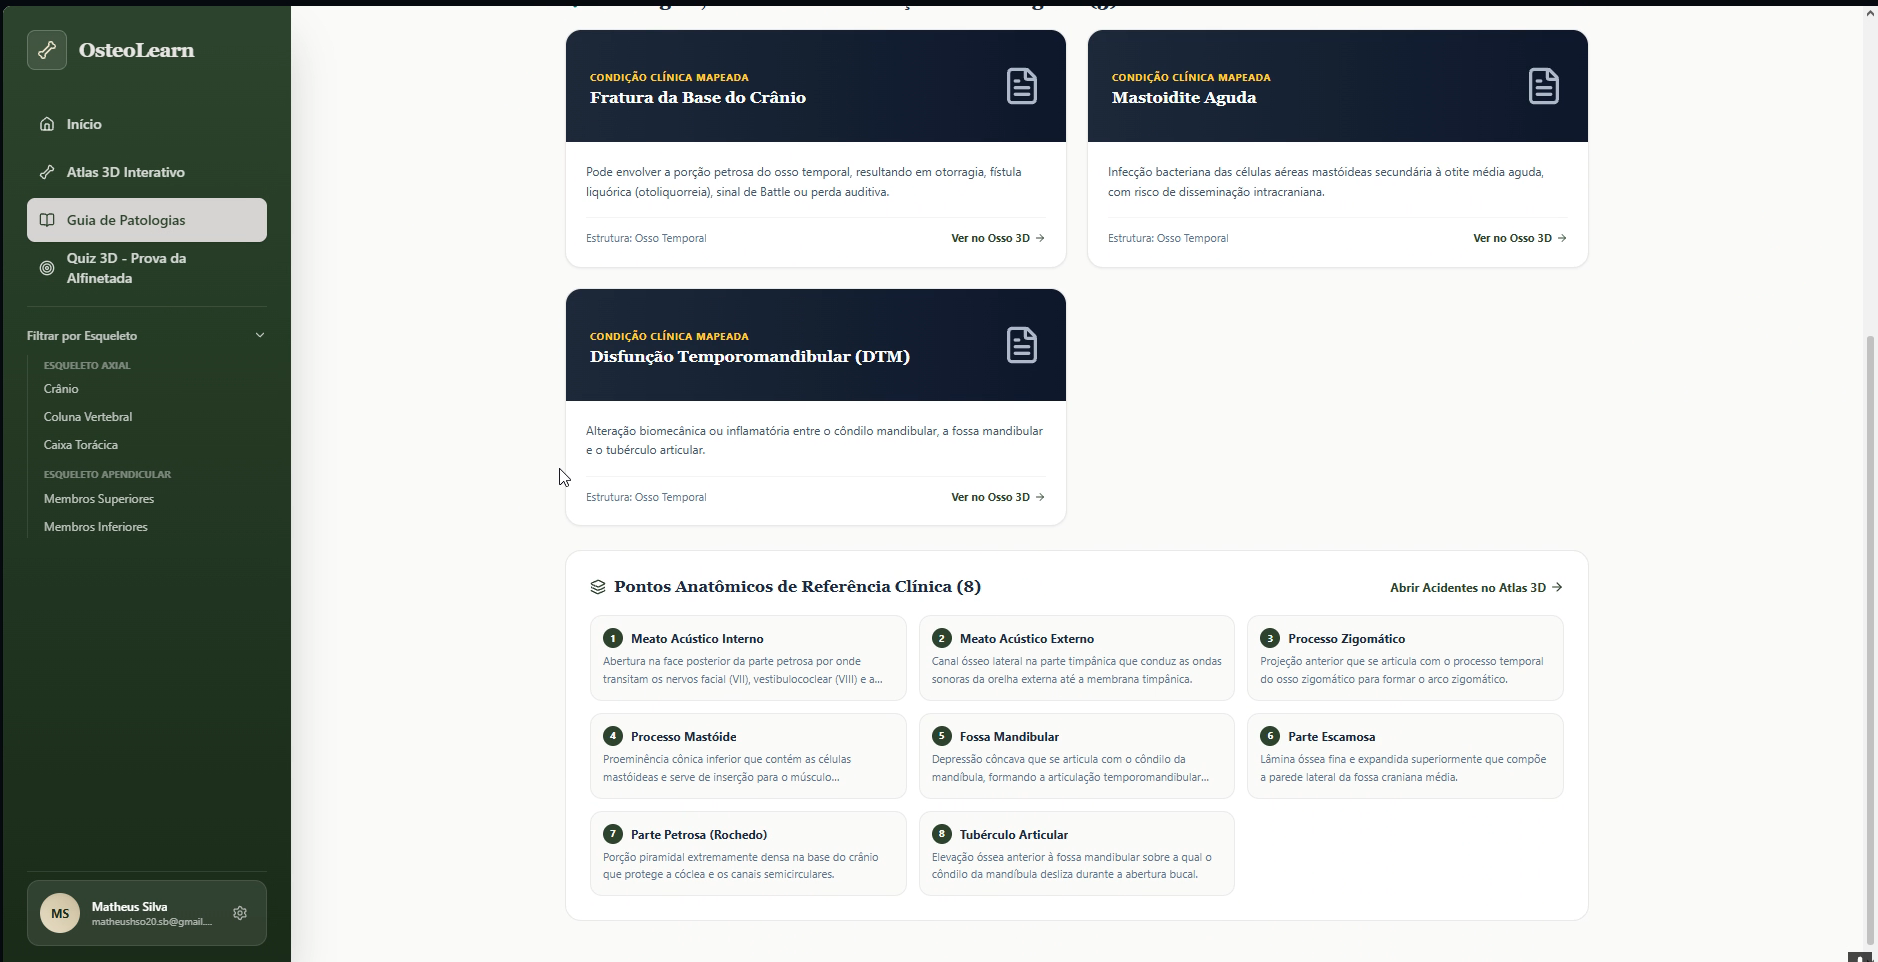 OsteoLearn
Início
Atlas 3D Interativo
Guia de Patologias
Quiz 3D - Prova da
Alfinetada
Filtrar por Esqueleto
ESQUELETO AXIAL
Crânio
Coluna Vertebral
Caixa Torácica
ESQUELETO APENDICULAR
Membros Superiores
Membros Inferiores
MS
Matheus Silva
matheushso20.sb@gmail....
CONDIÇÃO CLÍNICA MAPEADA
Fratura da Base do Crânio
Pode envolver a porção petrosa do osso temporal, resultando em otorragia, fístula
liquórica (otoliquorreia), sinal de Battle ou perda auditiva.
Estrutura: Osso Temporal
Ver no Osso 3D
CONDIÇÃO CLÍNICA MAPEADA
Mastoidite Aguda
Infecção bacteriana das células aéreas mastóideas secundária à otite média aguda,
com risco de disseminação intracraniana.
Estrutura: Osso Temporal
Ver no Osso 3D
CONDIÇÃO CLÍNICA MAPEADA
Disfunção Temporomandibular (DTM)
Alteração biomecânica ou inflamatória entre o côndilo mandibular, a fossa mandibular
e o tubérculo articular.
Estrutura: Osso Temporal
Ver no Osso 3D
Pontos Anatômicos de Referência Clínica (8)
Abrir Acidentes no Atlas 3D
1 Meato Acústico Interno
Abertura na face posterior da parte petrosa por onde
transitam os nervos facial (VII), vestibulococlear (VIII) e a...
2 Meato Acústico Externo
Canal ósseo lateral na parte timpânica que conduz as ondas
sonoras da orelha externa até a membrana timpânica.
3 Processo Zigomático
Projeção anterior que se articula com o processo temporal
do osso zigomático para formar o arco zigomático.
4 Processo Mastóide
Proeminência cônica inferior que contém as células
mastóideas e serve de inserção para o músculo...
5 Fossa Mandibular
Depressão côncava que se articula com o côndilo da
mandíbula, formando a articulação temporomandibular...
6 Parte Escamosa
Lâmina óssea fina e expandida superiormente que compõe
a parede lateral da fossa craniana média.
7 Parte Petrosa (Rochedo)
Porção piramidal extremamente densa na base do crânio
que protege a cóclea e os canais semicirculares.
8 Tubérculo Articular
Elevação óssea anterior à fossa mandibular sobre a qual o
côndilo da mandíbula desliza durante a abertura bucal.